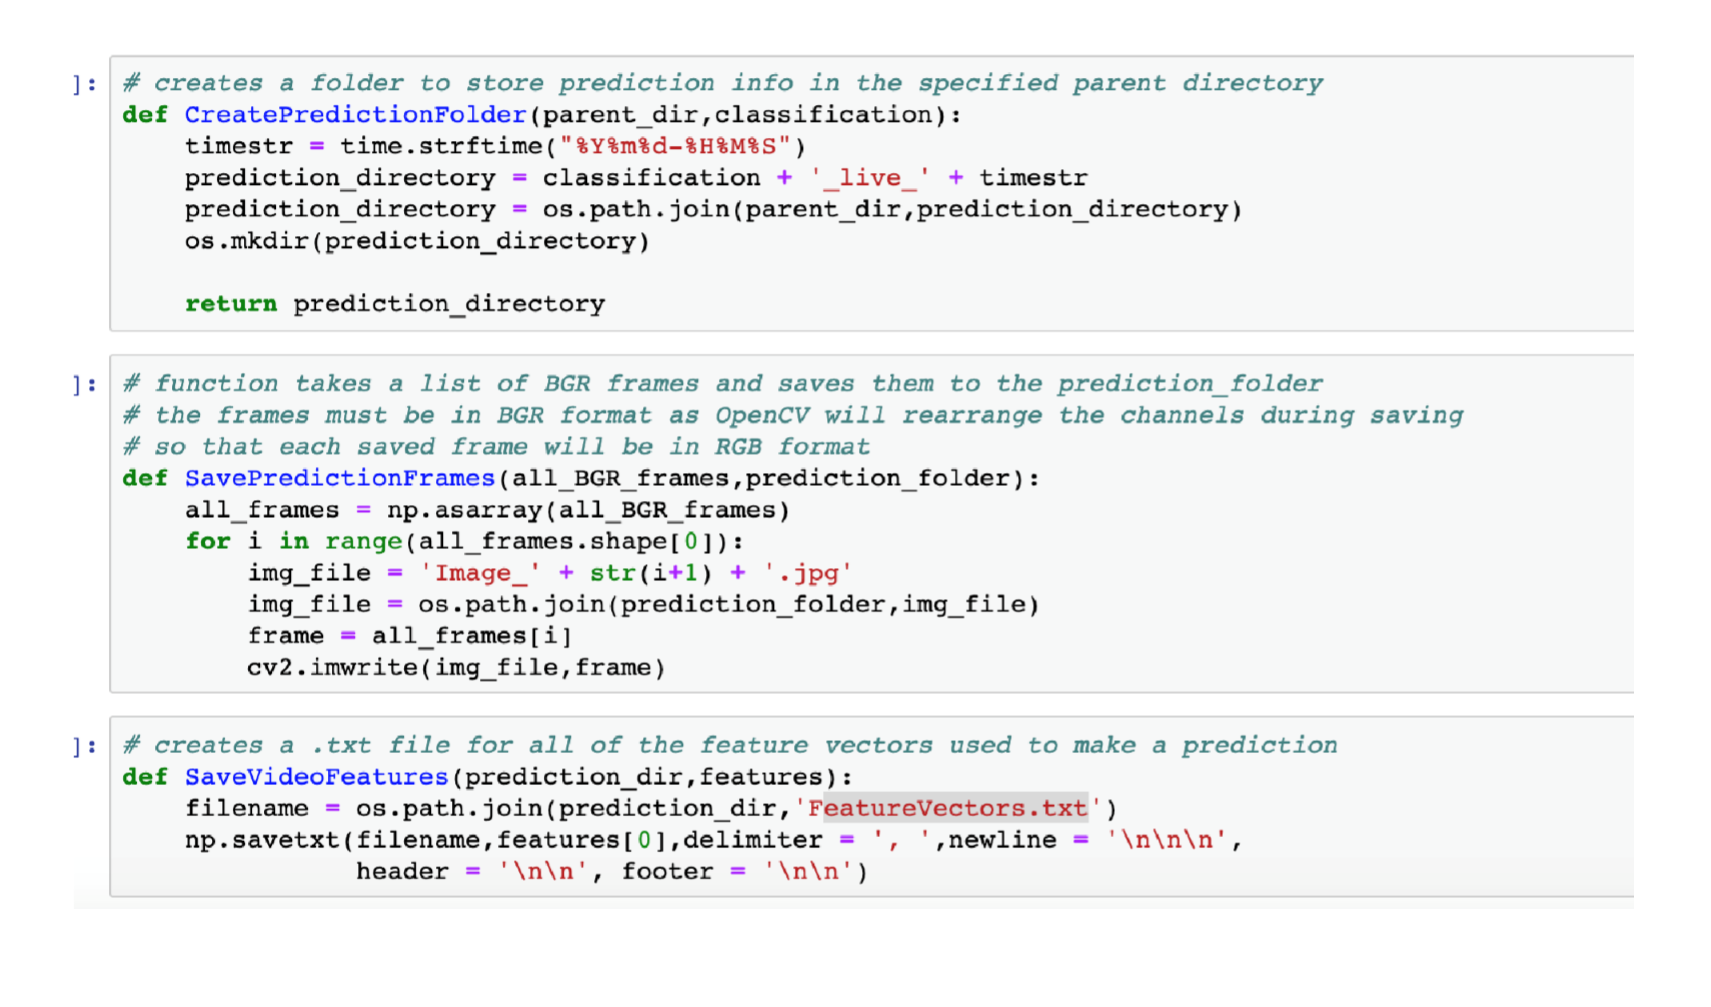 ]: # creates a folder to store prediction info in the specified parent directory
def CreatePredictionFolder(parent_dir,classification):
    timestr = time.strftime("%Y%m%d-%H%M%S")
    prediction_directory = classification + '_live_' + timestr
    prediction_directory = os.path.join(parent_dir,prediction_directory)
    os.mkdir(prediction_directory)

    return prediction_directory
]: # function takes a list of BGR frames and saves them to the prediction_folder
# the frames must be in BGR format as OpenCV will rearrange the channels during saving
# so that each saved frame will be in RGB format
def SavePredictionFrames(all_BGR_frames,prediction_folder):
    all_frames = np.asarray(all_BGR_frames)
    for i in range(all_frames.shape[0]):
        img_file = 'Image_' + str(i+1) + '.jpg'
        img_file = os.path.join(prediction_folder,img_file)
        frame = all_frames[i]
        cv2.imwrite(img_file,frame)
]: # creates a .txt file for all of the feature vectors used to make a prediction
def SaveVideoFeatures(prediction_dir,features):
    filename = os.path.join(prediction_dir,'FeatureVectors.txt')
    np.savetxt(filename,features[0],delimiter = ', ',newline = '\n\n\n',
               header = '\n\n', footer = '\n\n')